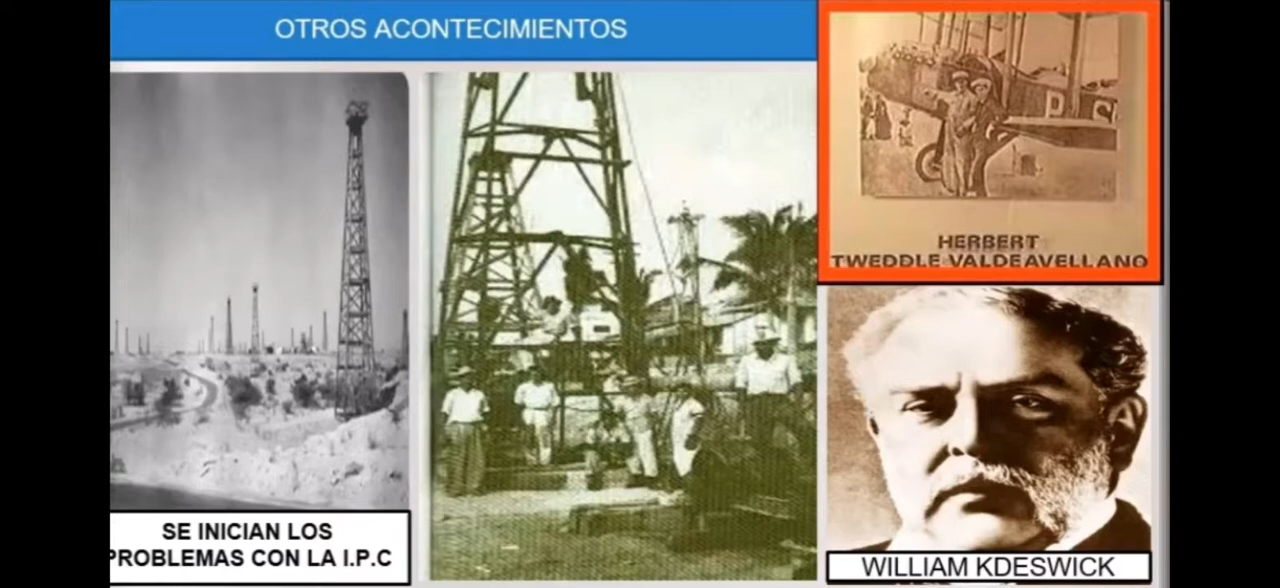 OTROS ACONTECIMIENTOS
HERBERT
TWEDDLE VALDEAVELLANO
SE INICIAN LOS
PROBLEMAS CON LA I.P.C
WILLIAM KDESWICK